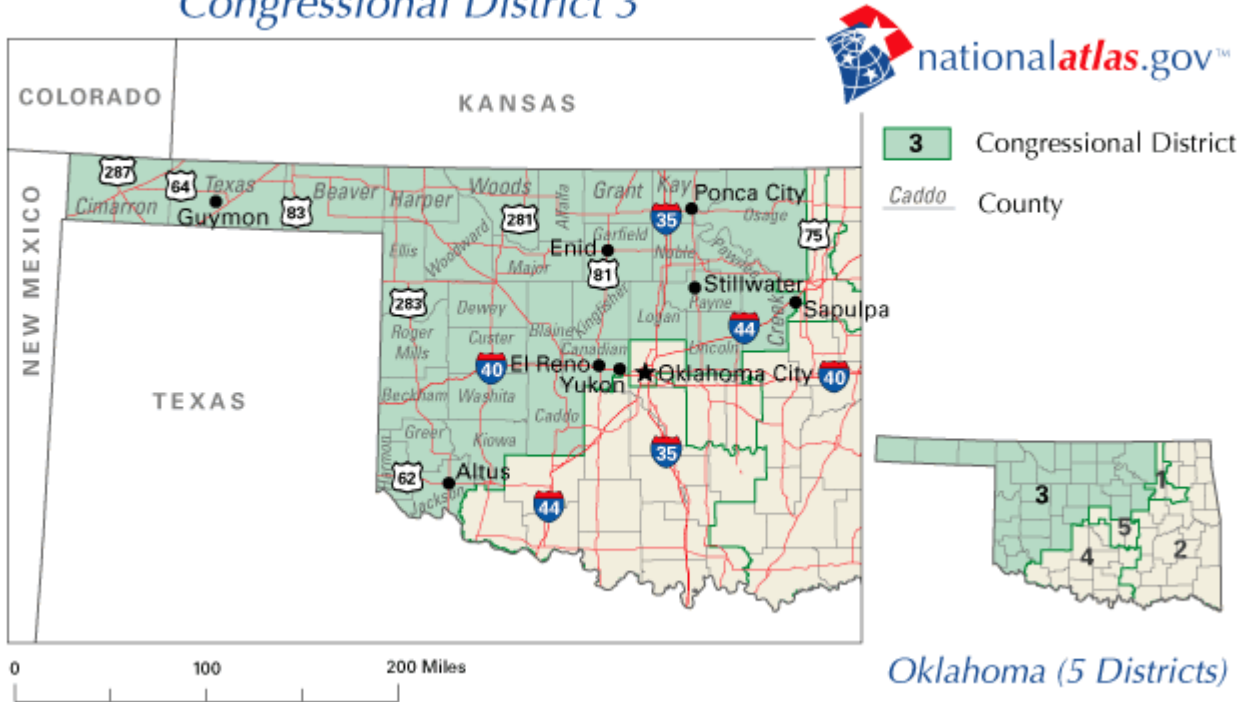 Congressional District 3
nationalatlas.gov™
COLORADO
KANSAS
NEW MEXICO
TEXAS
3 Congressional District
Caddo County
287
64
Texas
Cimarron
Guymon
83
Beaver
Harper
Woods
281
Alfalfa
Grant
Kay
Ponca City
35
Osage
75
Garfield
Enid
Ellis
Woodward
Major
81
Noble
Pawnee
Stillwater
Payne
Sapulpa
283
Dewey
Kingfisher
Logan
44
Creek
Roger
Mills
Custer
Blaine
Canadian
Lincoln
40
El Reno
Yukon
Oklahoma City
40
Beckham
Washita
Caddo
Greer
Kiowa
Harmon
62
Altus
Jackson
35
44
3
1
5
4
2
0 100 200 Miles
Oklahoma (5 Districts)